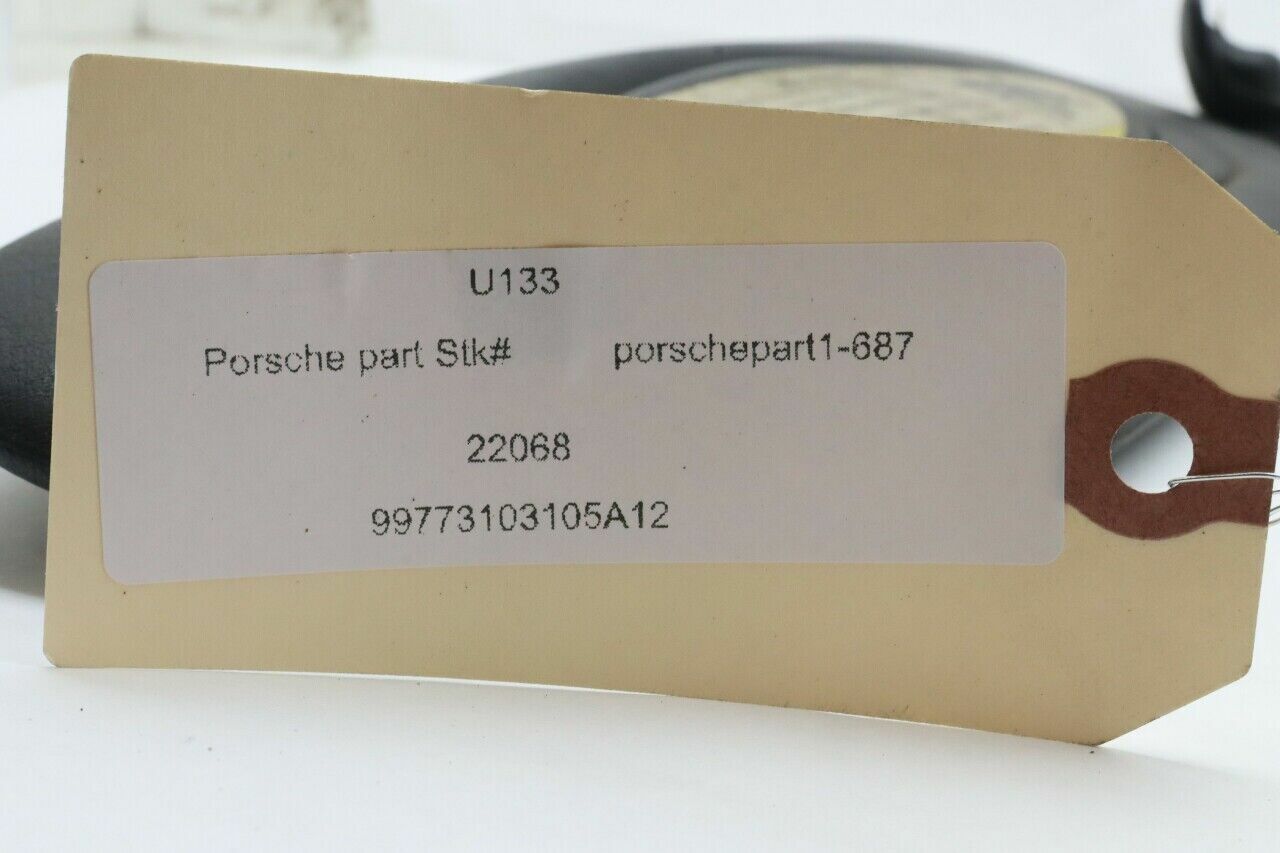 U133
Porsche part Stk# porschepart1-687
22068
99773103105A12